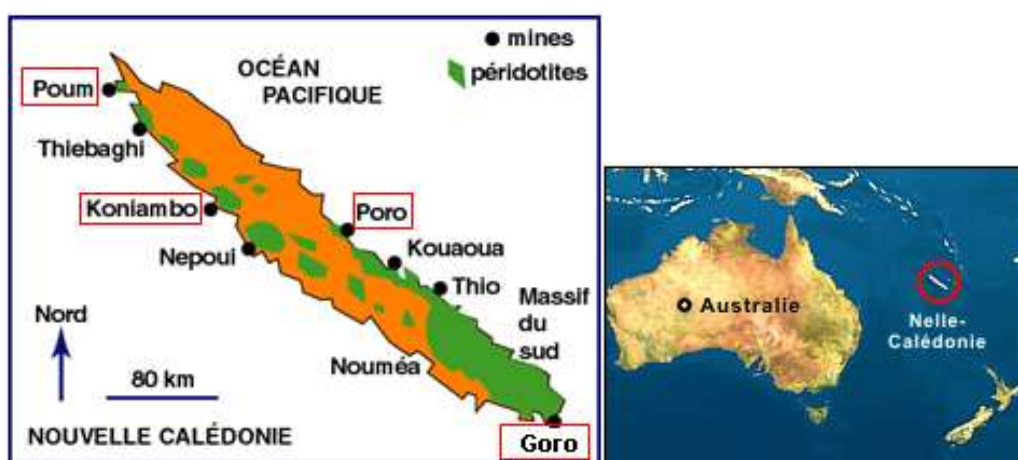 mines
OCÉAN
PACIFIQUE
péridotites
Poum
Thiebaghi
Koniambo
Poro
Nepoui
Kouaoua
Thio
Massif
du
sud
Nord
Nouméa
80 km
NOUVELLE CALÉDONIE
Goro
Australie
Nelle-
Calédonie